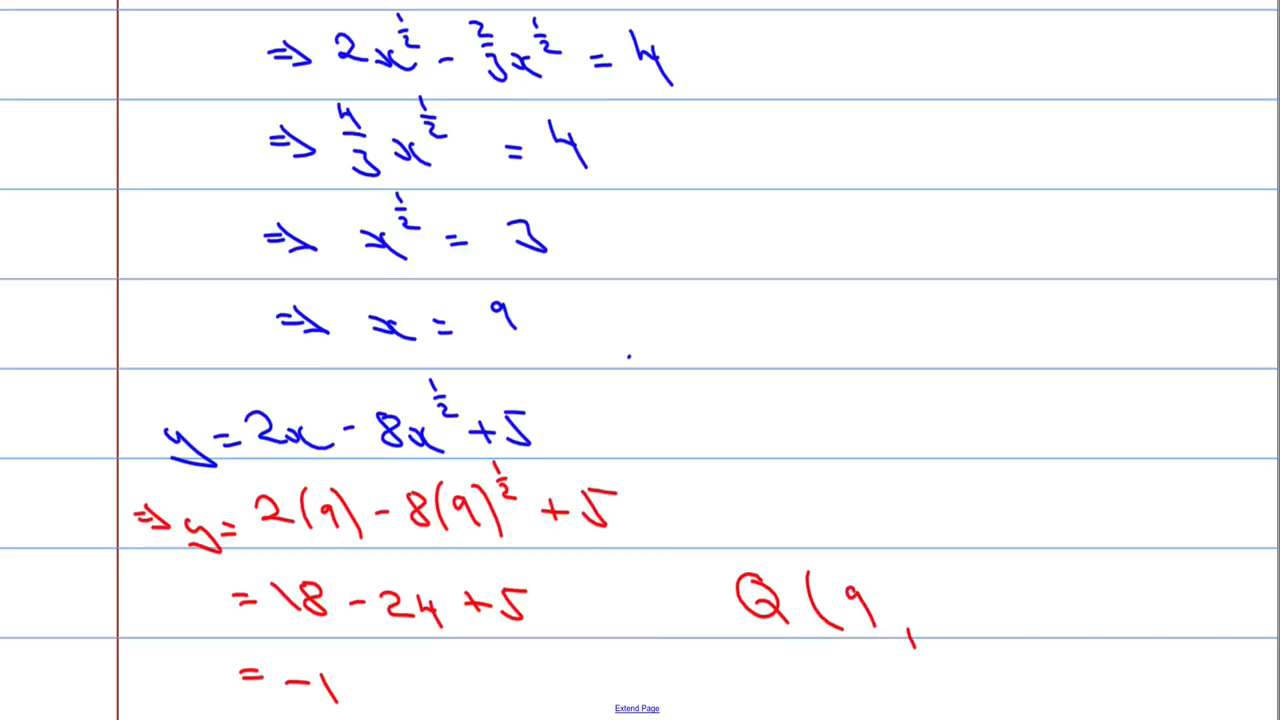 ⇒ 2x^½ - ⅔x^½ = 4
⇒ 4/3 x^½ = 4
⇒ x^½ = 3
⇒ x = 9
y = 2x - 8x^½ + 5
⇒ y = 2(9) - 8(9)^½ + 5
= 18 - 24 + 5
Q (9,
= -1
Extend Page